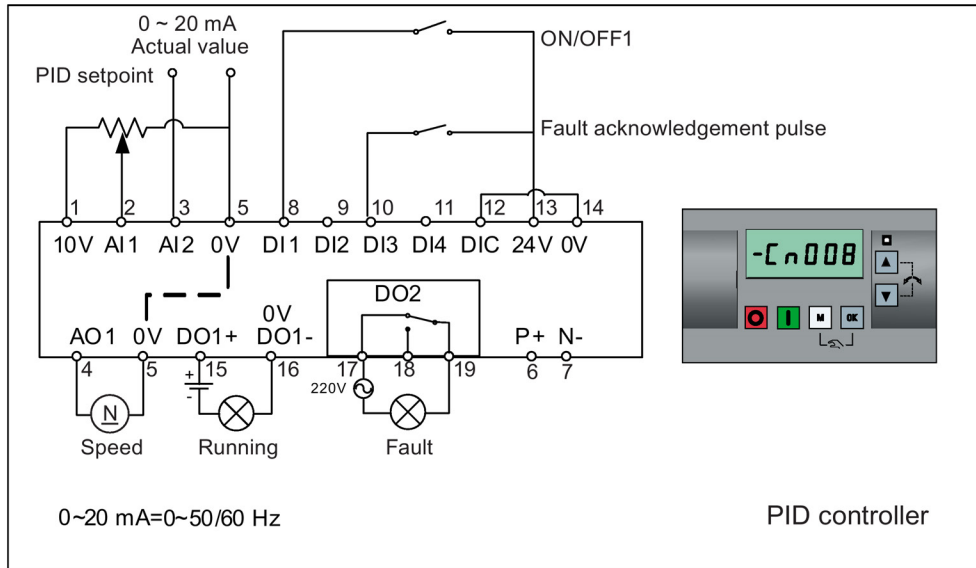 0 ~ 20 mA
Actual value
PID setpoint
ON/OFF1
Fault acknowledgement pulse
1 2 3 5 8 9 10 11 12 13 14
10V AI1 AI2 0V DI1 DI2 DI3 DI4 DIC 24V 0V
-Cn008
M OK
DO2
0V
AO1 0V DO1+ DO1- P+ N-
4 5 15 16 17 18 19 6 7
+
-
220V
N
Speed Running Fault
0~20 mA=0~50/60 Hz
PID controller